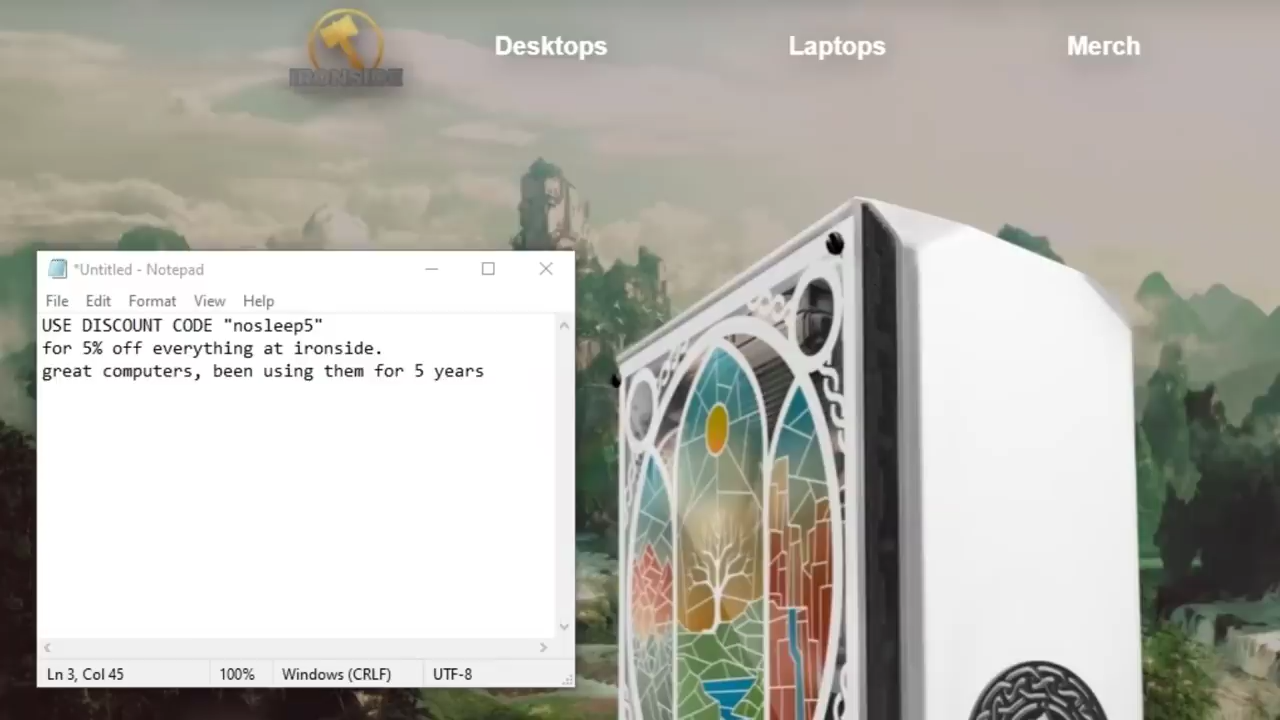 IRONSIDE
Desktops
Laptops
Merch
*Untitled - Notepad
File Edit Format View Help
USE DISCOUNT CODE "nosleep5"
for 5% off everything at ironside.
great computers, been using them for 5 years
Ln 3, Col 45
100%
Windows (CRLF)
UTF-8